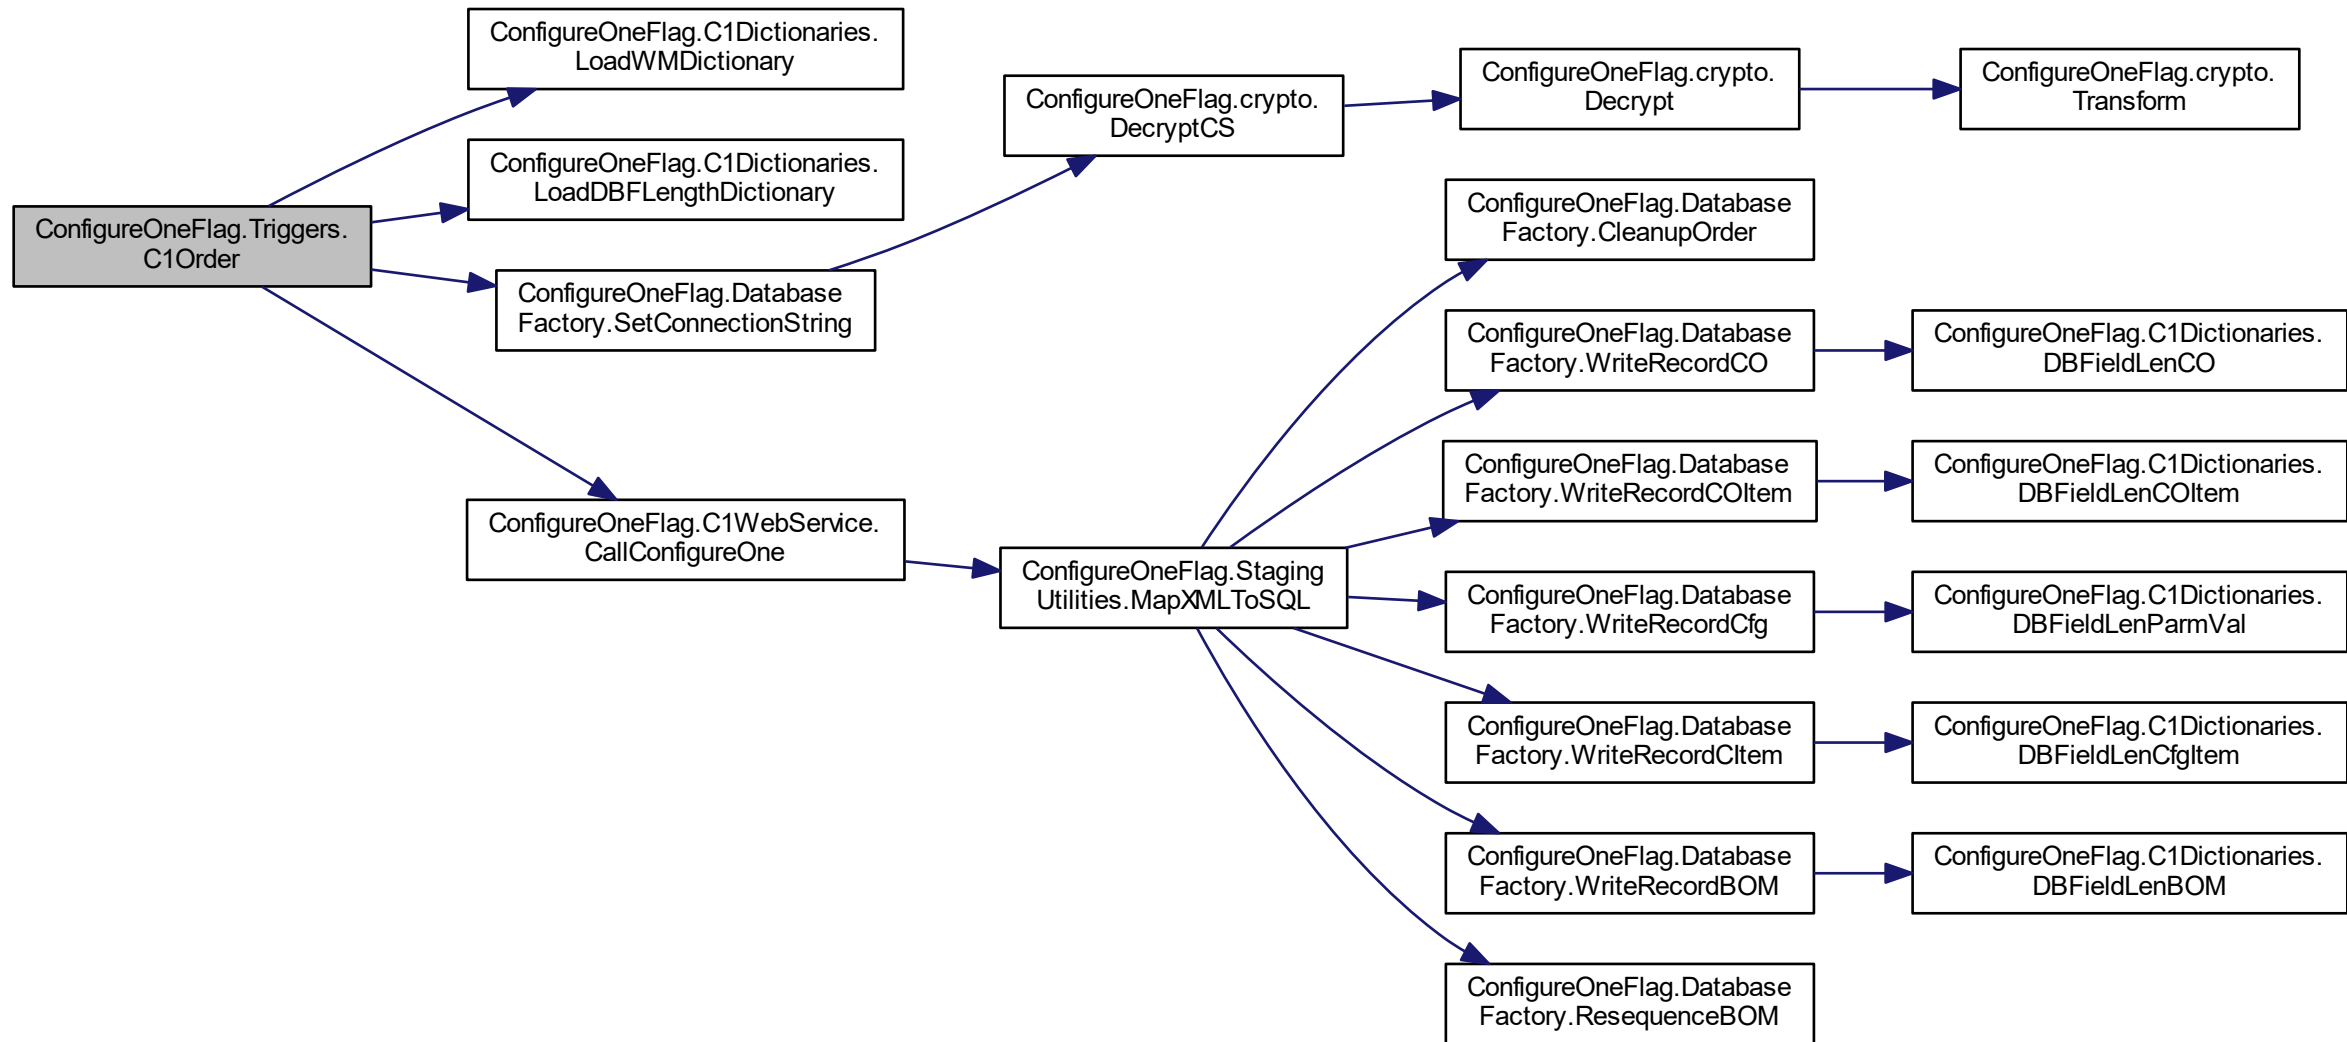 ConfigureOneFlag.Triggers.
C1Order
ConfigureOneFlag.C1Dictionaries.
LoadWMDictionary
ConfigureOneFlag.C1Dictionaries.
LoadDBFLengthDictionary
ConfigureOneFlag.Database
Factory.SetConnectionString
ConfigureOneFlag.C1WebService.
CallConfigureOne
ConfigureOneFlag.crypto.
DecryptCS
ConfigureOneFlag.Staging
Utilities.MapXMLToSQL
ConfigureOneFlag.crypto.
Decrypt
ConfigureOneFlag.Database
Factory.CleanupOrder
ConfigureOneFlag.Database
Factory.WriteRecordCO
ConfigureOneFlag.Database
Factory.WriteRecordCOItem
ConfigureOneFlag.Database
Factory.WriteRecordCfg
ConfigureOneFlag.Database
Factory.WriteRecordCItem
ConfigureOneFlag.Database
Factory.WriteRecordBOM
ConfigureOneFlag.Database
Factory.ResequenceBOM
ConfigureOneFlag.crypto.
Transform
ConfigureOneFlag.C1Dictionaries.
DBFieldLenCO
ConfigureOneFlag.C1Dictionaries.
DBFieldLenCOItem
ConfigureOneFlag.C1Dictionaries.
DBFieldLenParmVal
ConfigureOneFlag.C1Dictionaries.
DBFieldLenCfgItem
ConfigureOneFlag.C1Dictionaries.
DBFieldLenBOM